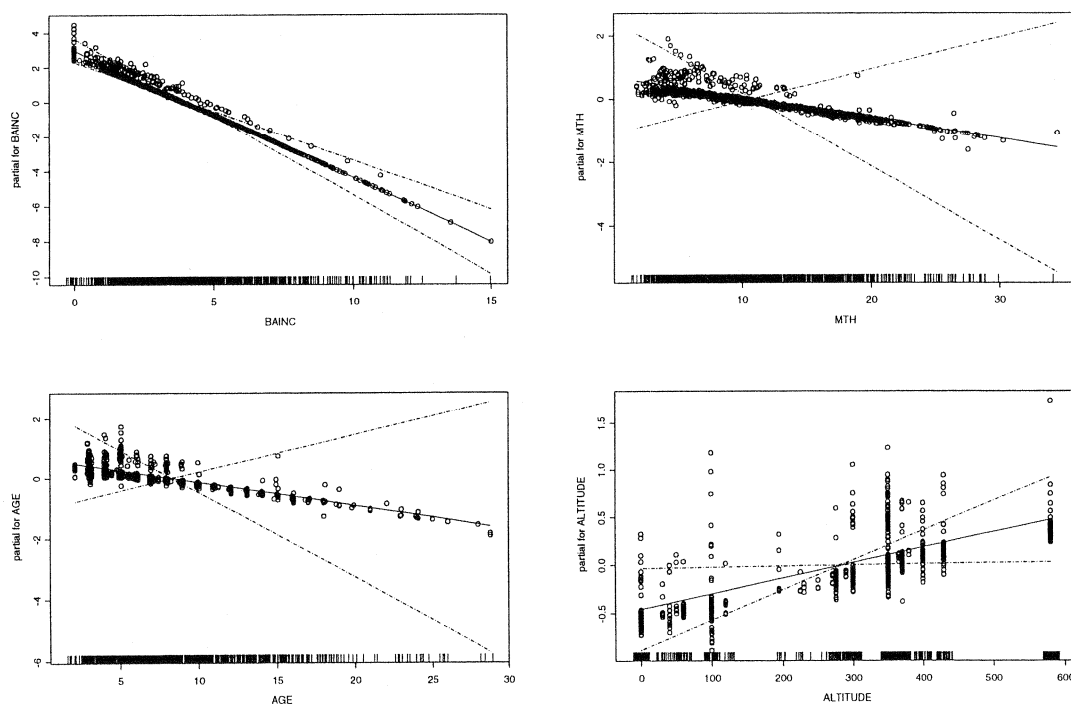 4
2
0
-2
-4
-6
-8
-10
partial for BAINC
0 5 10 15
BAINC
2
0
-2
-4
partial for MTH
10 20 30
MTH
2
0
-2
-4
-6
partial for AGE
5 10 15 20 25 30
AGE
1.5
1.0
0.5
0.0
-0.5
partial for ALTITUDE
0 100 200 300 400 500 600
ALTITUDE